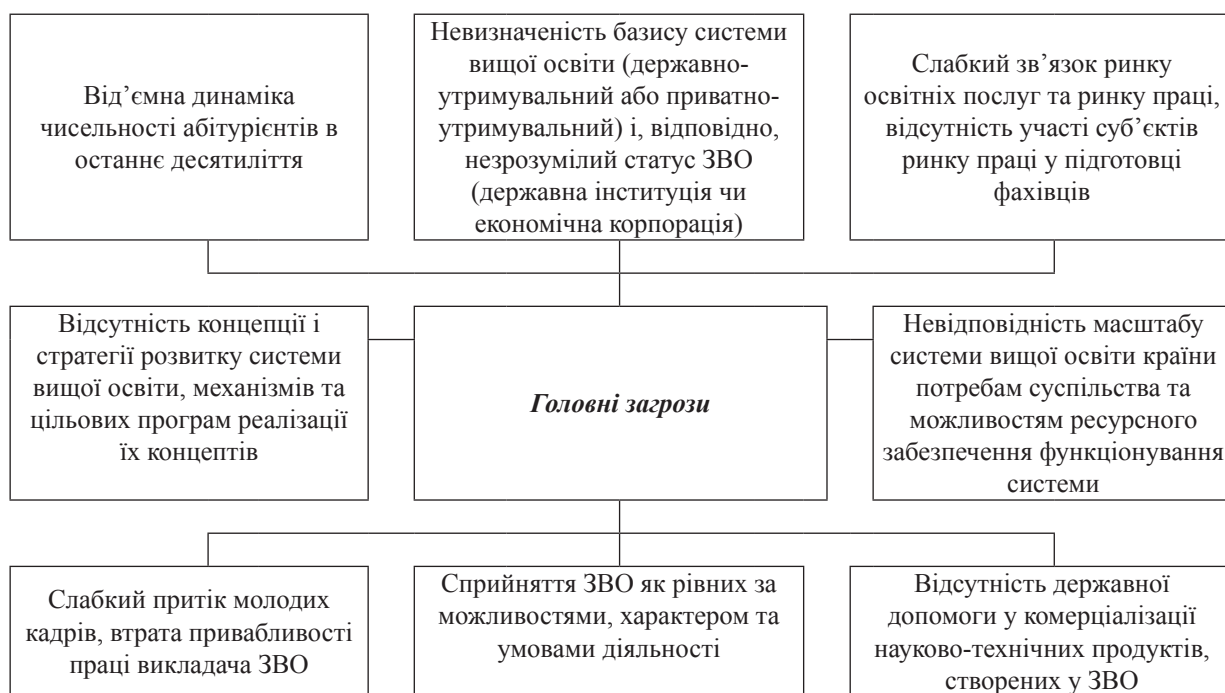 Від’ємна динаміка
чисельності абітурієнтів в
останнє десятиліття
Невизначеність базису системи
вищої освіти (державно-
утримувальний або приватно-
утримувальний) і, відповідно,
незрозумілий статус ЗВО
(державна інституція чи
економічна корпорація)
Слабкий зв’язок ринку
освітніх послуг та ринку праці,
відсутність участі суб’єктів
ринку праці у підготовці
фахівців
Відсутність концепції і
стратегії розвитку системи
вищої освіти, механізмів та
цільових програм реалізації
їх концептів
Головні загрози
Невідповідність масштабу
системи вищої освіти країни
потребам суспільства та
можливостям ресурсного
забезпечення функціонування
системи
Слабкий притік молодих
кадрів, втрата привабливості
праці викладача ЗВО
Сприйняття ЗВО як рівних за
можливостями, характером та
умовами діяльності
Відсутність державної
допомоги у комерціалізації
науково-технічних продуктів,
створених у ЗВО